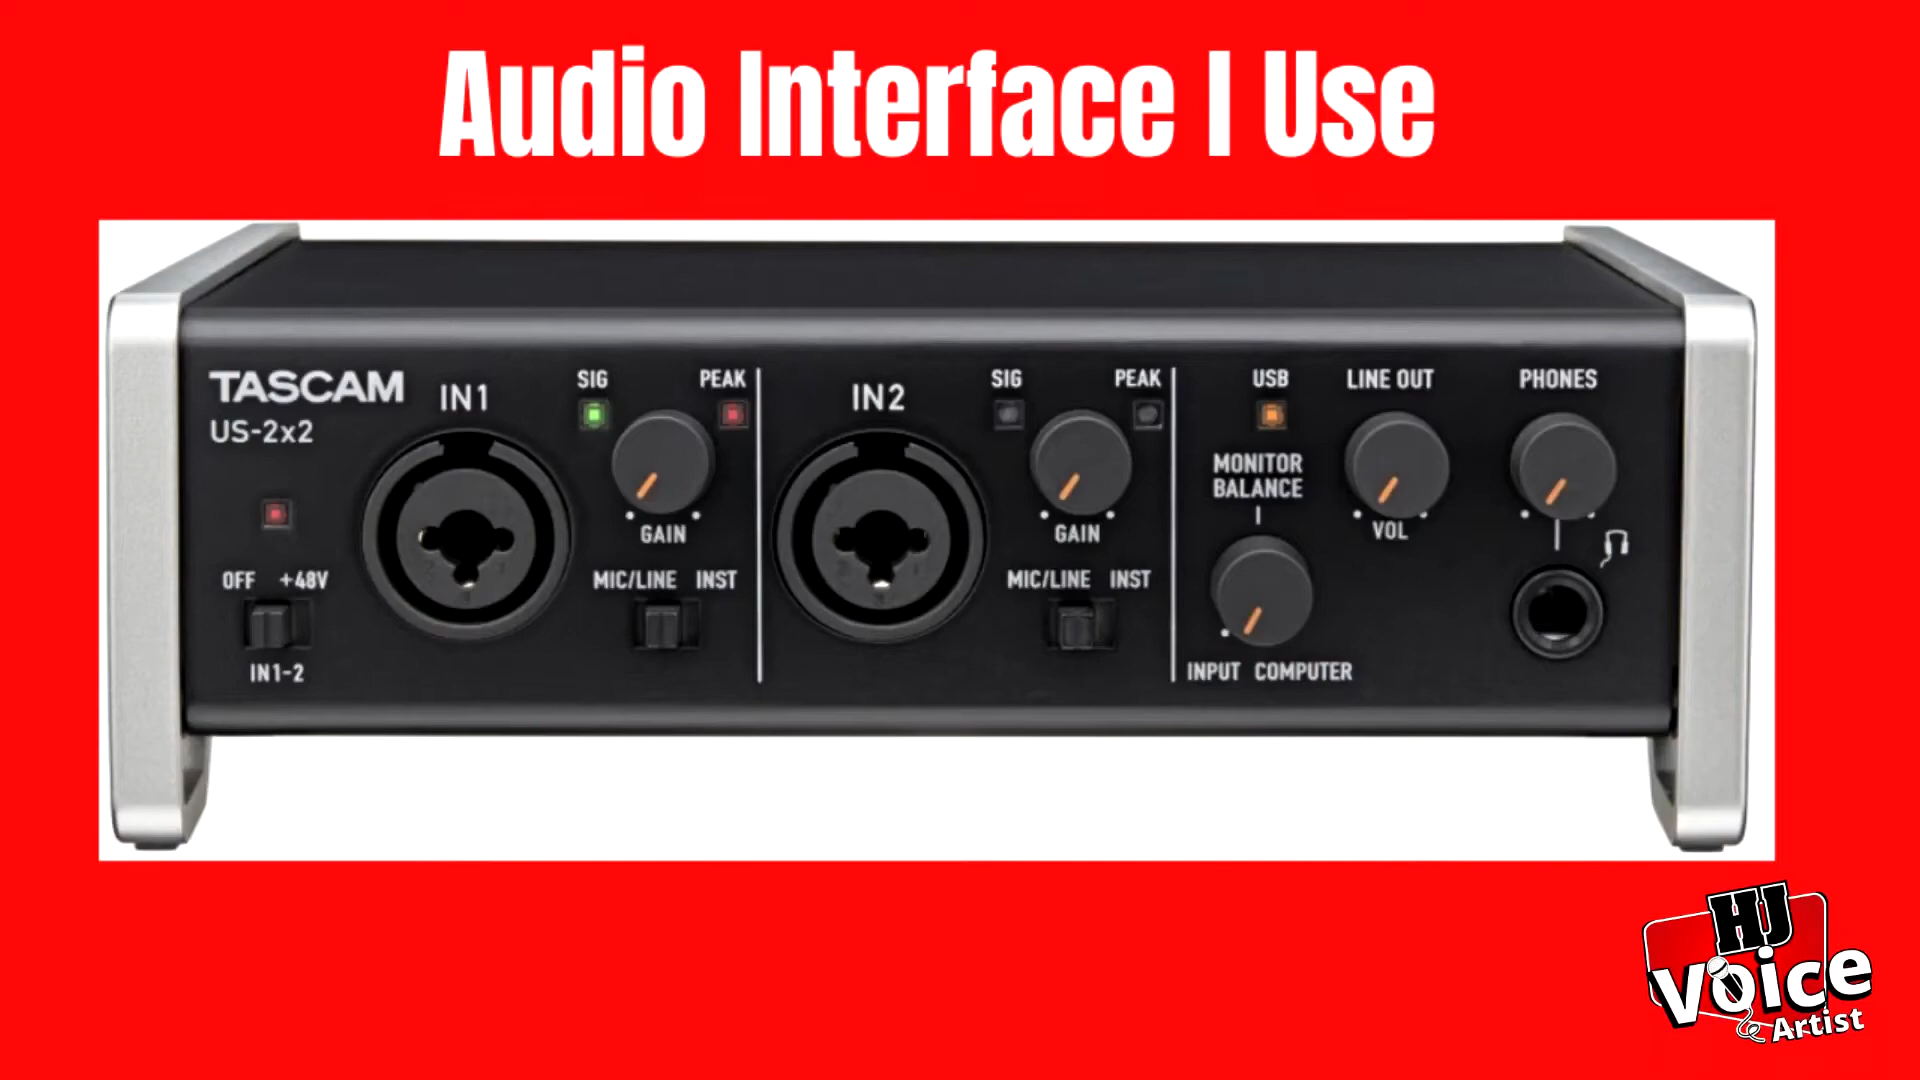 Audio Interface I Use
TASCAM
US-2x2
IN1
SIG
PEAK
IN2
SIG
PEAK
USB
LINE OUT
PHONES
MONITOR
BALANCE
GAIN
GAIN
VOL
OFF +48V
MIC/LINE INST
MIC/LINE INST
IN1-2
INPUT COMPUTER
HJ
Voice
Artist